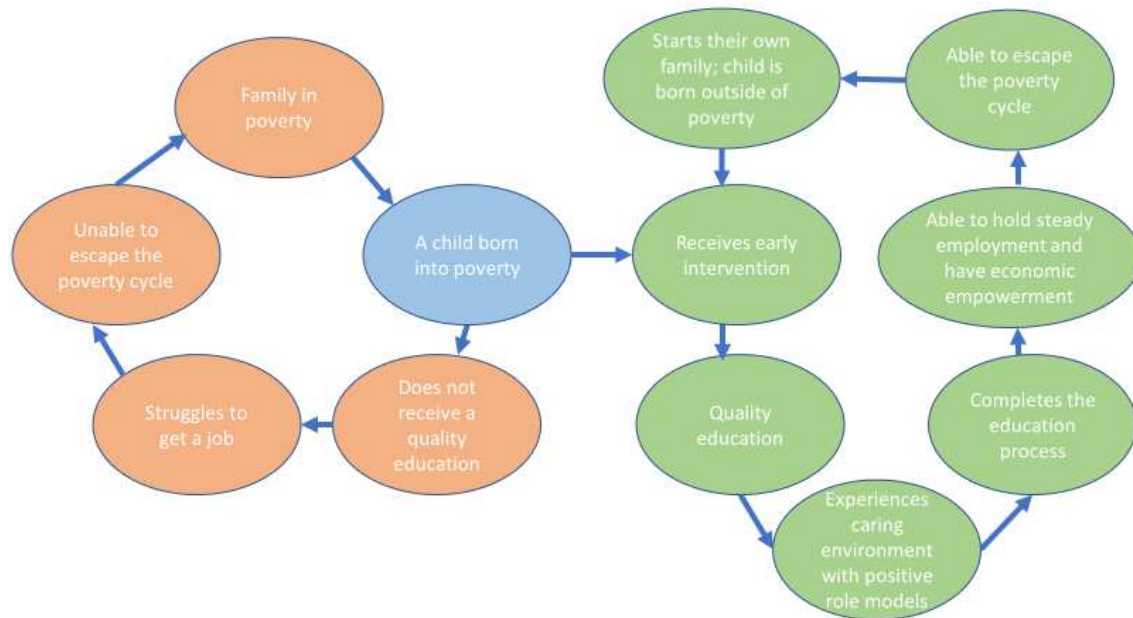 Family in
poverty
A child born
into poverty
Does not
receive a
quality
education
Struggles to
get a job
Unable to
escape the
poverty cycle
Starts their own
family; child is
born outside of
poverty
Receives early
intervention
Quality
education
Experiences
caring
environment
with positive
role models
Completes the
education
process
Able to hold steady
employment and
have economic
empowerment
Able to escape
the poverty
cycle